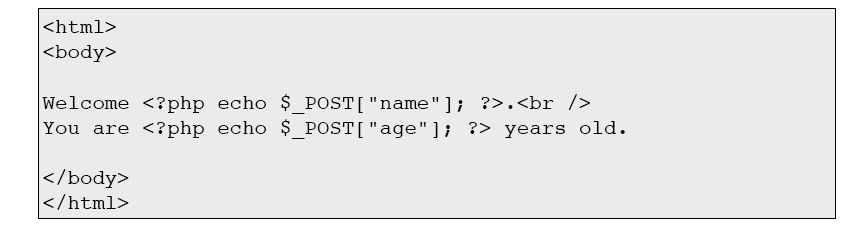 <html>
<body>
Welcome <?php echo $_POST["name"]; ?>.<br />
You are <?php echo $_POST["age"]; ?> years old.
</body>
</html>